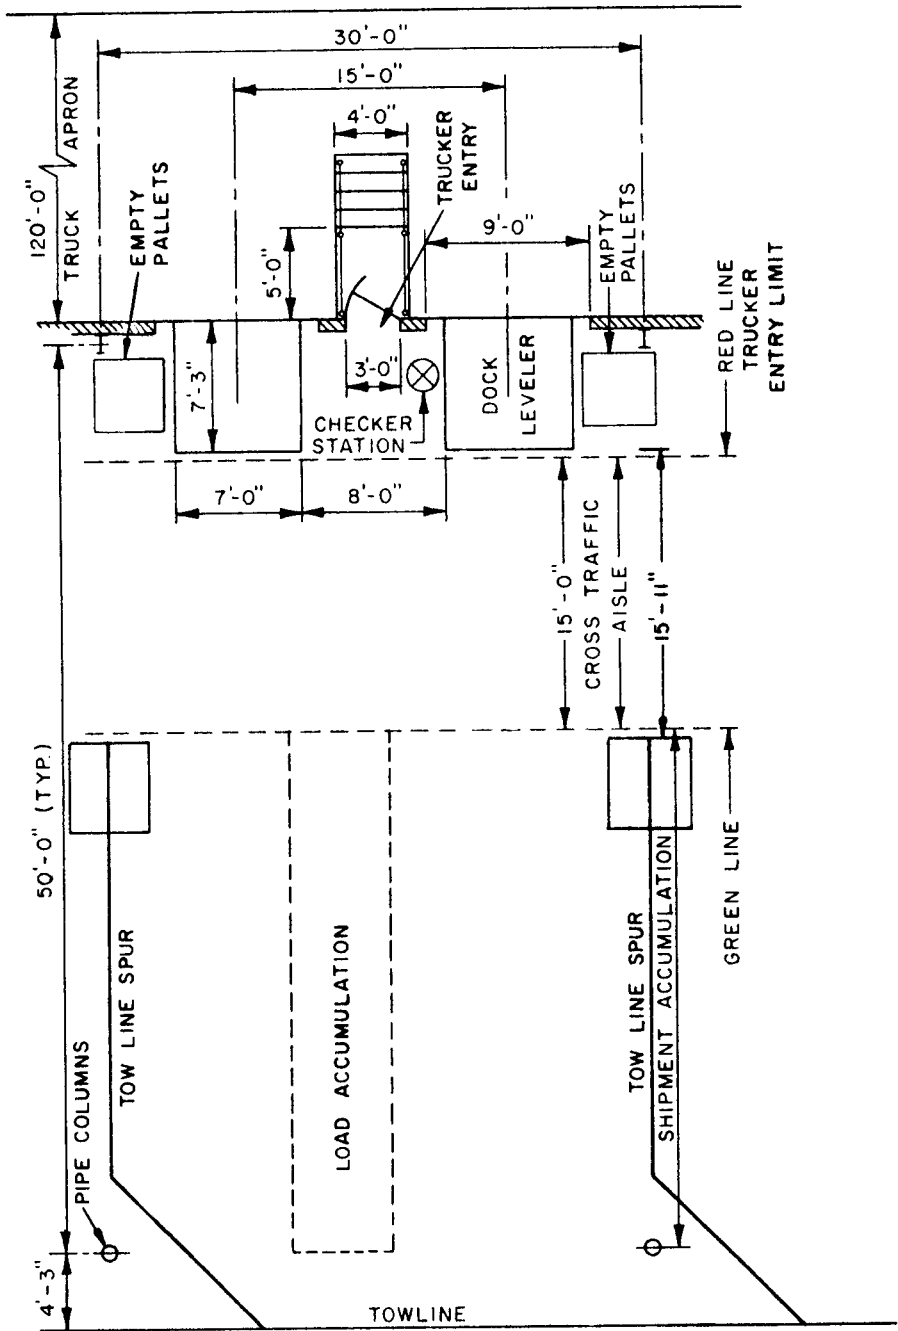 30'-0"
15'-0"
4'-0"
TRUCKER
ENTRY
120'-0"
TRUCK APRON
EMPTY
PALLETS
5'-0"
9'-0"
EMPTY
PALLETS
RED LINE
TRUCKER
ENTRY LIMIT
7'-3"
3'-0"
CHECKER
STATION
DOCK
LEVELER
7'-0"
8'-0"
15'-0"
CROSS TRAFFIC
AISLE
15'-11"
50'-0" (TYP.)
GREEN LINE
TOW LINE SPUR
LOAD ACCUMULATION
TOW LINE SPUR
SHIPMENT ACCUMULATION
PIPE COLUMNS
4'-3"
TOWLINE